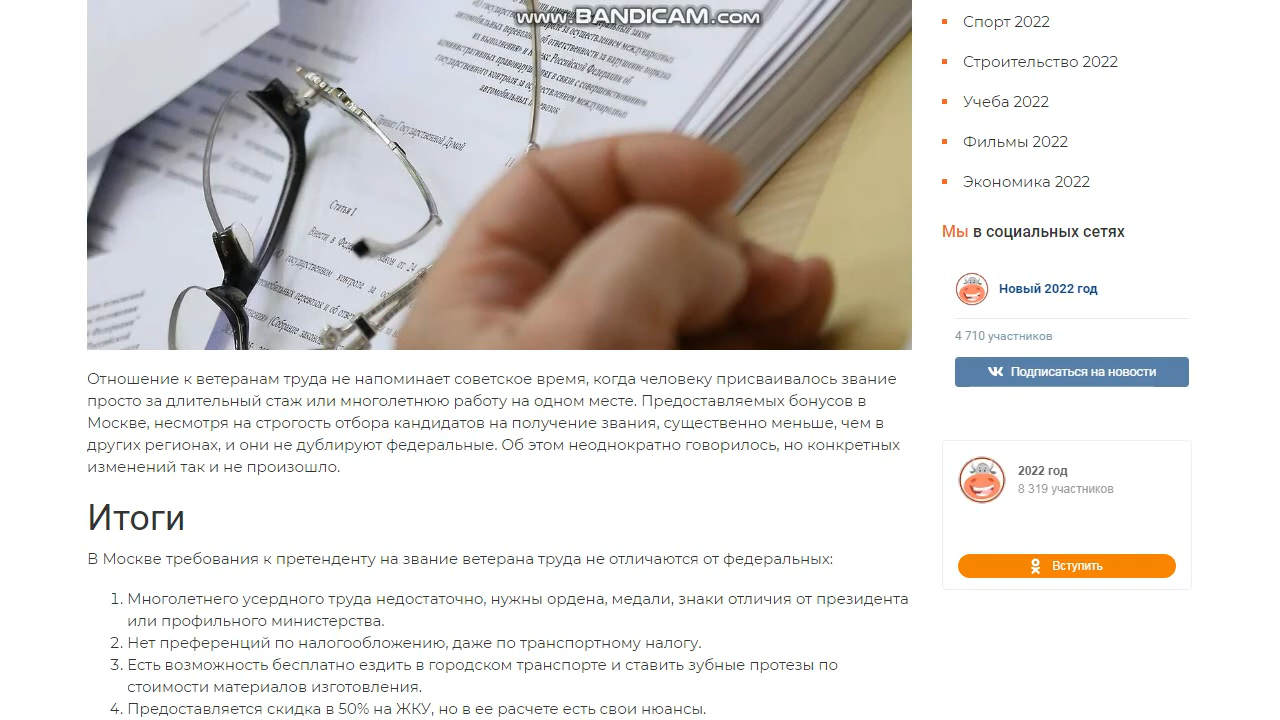 www.BANDICAM.com
автомобильных перевозок
Проект Государственной Думой
Статья 1
Отношение к ветеранам труда не напоминает советское время, когда человеку присваивалось звание
просто за длительный стаж или многолетнюю работу на одном месте. Предоставляемых бонусов в
Москве, несмотря на строгость отбора кандидатов на получение звания, существенно меньше, чем в
других регионах, и они не дублируют федеральные. Об этом неоднократно говорилось, но конкретных
изменений так и не произошло.
Итоги
В Москве требования к претенденту на звание ветерана труда не отличаются от федеральных:
1. Многолетнего усердного труда недостаточно, нужны ордена, медали, знаки отличия от президента
или профильного министерства.
2. Нет преференций по налогообложению, даже по транспортному налогу.
3. Есть возможность бесплатно ездить в городском транспорте и ставить зубные протезы по
стоимости материалов изготовления.
4. Предоставляется скидка в 50% на ЖКУ, но в ее расчете есть свои нюансы.
Спорт 2022
Строительство 2022
Учеба 2022
Фильмы 2022
Экономика 2022
Мы в социальных сетях
Новый 2022 год
4 710 участников
Подписаться на новости
2022 год
8 319 участников
Вступить